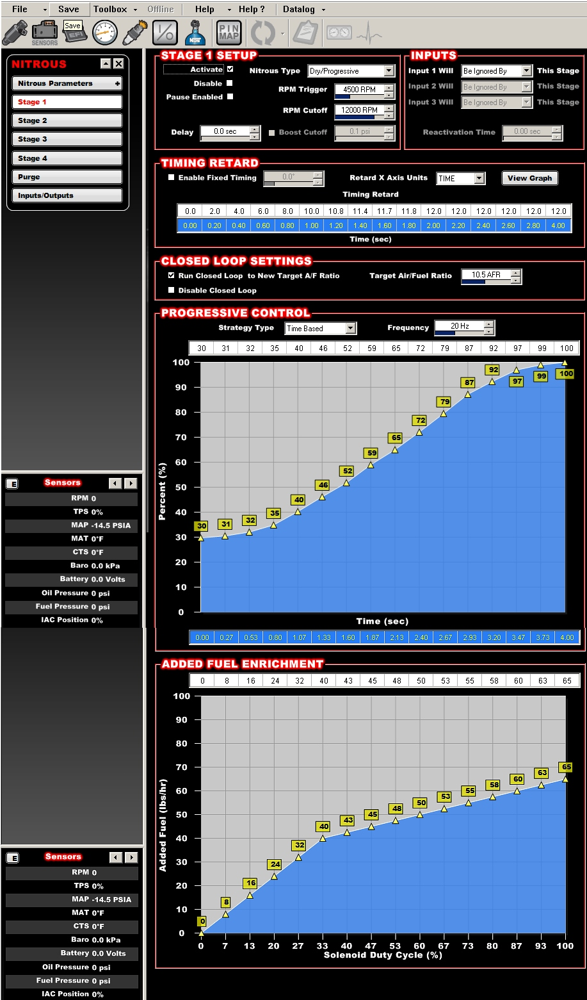 File Save Toolbox Offline Help Help ? Datalog
SENSORS Save EFI I/O Nos PIN MAP
NITROUS
Nitrous Parameters +
Stage 1
Stage 2
Stage 3
Stage 4
Purge
Inputs/Outputs
STAGE 1 SETUP
Activate
Disable
Pause Enabled
Nitrous Type Dry/Progressive
RPM Trigger 4500 RPM
RPM Cutoff 12000 RPM
Delay 0.0 sec Boost Cutoff 0.1 psi
INPUTS
Input 1 Will Be Ignored By This Stage
Input 2 Will Be Ignored By This Stage
Input 3 Will Be Ignored By This Stage
Reactivation Time 0.00 sec
TIMING RETARD
Enable Fixed Timing 0.0° Retard X Axis Units TIME View Graph
Timing Retard
0.0 2.0 4.0 6.0 8.0 10.0 10.8 11.4 11.7 11.8 12.0 12.0 12.0 12.0 12.0 12.0
0.00 0.20 0.40 0.60 0.80 1.00 1.20 1.40 1.60 1.80 2.00 2.20 2.40 2.60 2.80 4.00
Time (sec)
CLOSED LOOP SETTINGS
Run Closed Loop to New Target A/F Ratio Target Air/Fuel Ratio 10.5 AFR
Disable Closed Loop
PROGRESSIVE CONTROL
Strategy Type Time Based Frequency 20 Hz
30 31 32 35 40 46 52 59 65 72 79 87 92 97 99 100
100
90
80
70
60
50
40
30
20
10
0
Percent (%)
30 31 32 35 40 46 52 59 65 72 79 87 92 97 99 100
Time (sec)
0.00 0.27 0.53 0.80 1.07 1.33 1.60 1.87 2.13 2.40 2.67 2.93 3.20 3.47 3.73 4.00
E Sensors
RPM 0
TPS 0%
MAP -14.5 PSIA
MAT 0°F
CTS 0°F
Baro 0.0 kPa
Battery 0.0 Volts
Oil Pressure 0 psi
Fuel Pressure 0 psi
IAC Position 0%
ADDED FUEL ENRICHMENT
0 8 16 24 32 40 43 45 48 50 53 55 58 60 63 65
100
90
80
70
60
50
40
30
20
10
0
Added Fuel (lbs/hr)
0 8 16 24 32 40 43 45 48 50 53 55 58 60 63 65
0 7 13 20 27 33 40 47 53 60 67 73 80 87 93 100
Solenoid Duty Cycle (%)
E Sensors
RPM 0
TPS 0%
MAP -14.5 PSIA
MAT 0°F
CTS 0°F
Baro 0.0 kPa
Battery 0.0 Volts
Oil Pressure 0 psi
Fuel Pressure 0 psi
IAC Position 0%